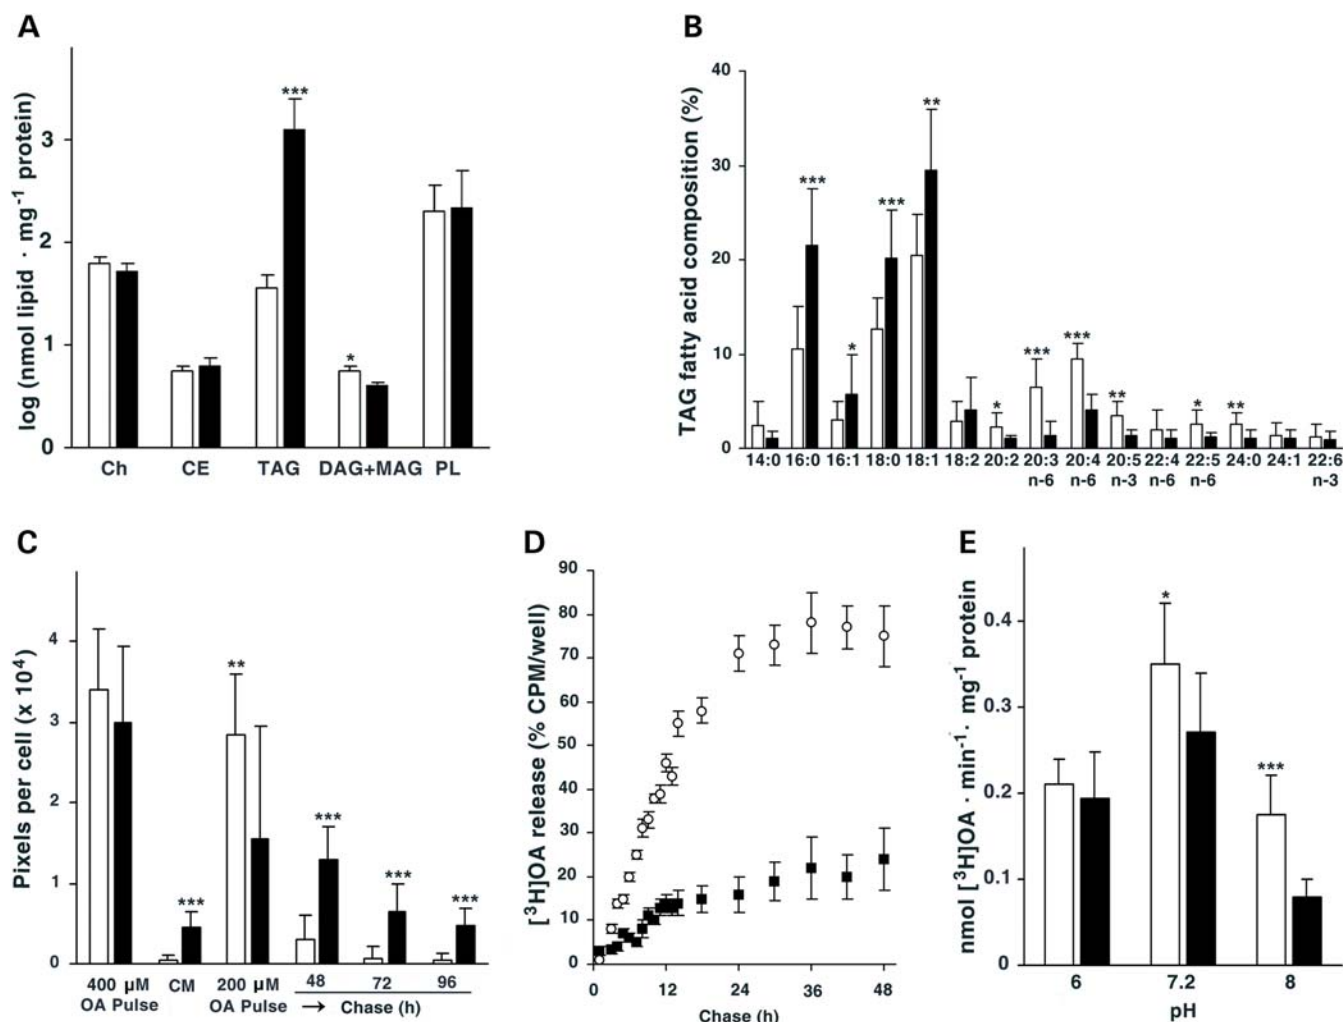 A
log (nmol lipid · mg⁻¹ protein)
3
2
1
0
***
*
Ch CE TAG DAG+MAG PL
B
TAG fatty acid composition (%)
40
30
20
10
0
*** * *** ** * *** *** ** * **
14:0 16:0 16:1 18:0 18:1 18:2 20:2 20:3 20:4 20:5 22:4 22:5 24:0 24:1 22:6
n-6 n-6 n-3 n-6 n-6 n-3
C
Pixels per cell (x 10⁴)
4
3
2
1
0
*** ** *** *** ***
400 µM CM 200 µM 48 72 96
OA Pulse OA Pulse → Chase (h)
D
[³H]OA release (% CPM/well)
90
80
70
60
50
40
30
20
10
0
0 12 24 36 48
Chase (h)
E
nmol [³H]OA · min⁻¹· mg⁻¹ protein
0.4
0.3
0.2
0.1
0
* ***
6 7.2 8
pH